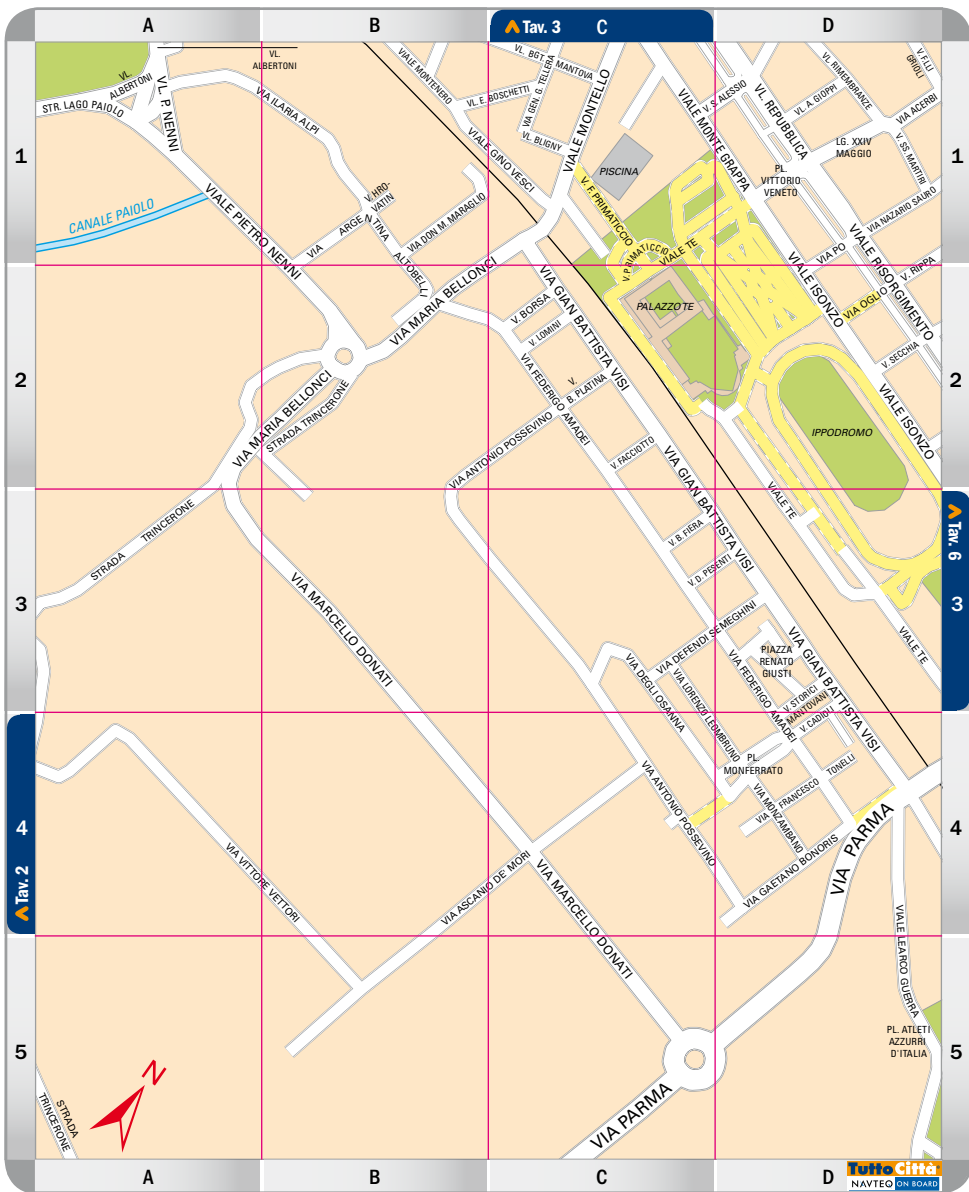 A
B
Tav. 3
C
D
1
2
3
4
5
Tav. 2
1
2
Tav. 6
3
4
5
A
B
C
D
VL.
ALBERTONI
VL.
ALBERTONI
STR. LAGO PAIOLO
VL. P. NENNI
VIA ILARIA ALPI
VIALE MONTENERO
VL. E. BOSCHETTI
VL. BGT. MANTOVA
VIA GEN. G. TELLERA
VL. BLIGNY
VIALE MONTELLO
VIALE GINO VESCI
PISCINA
VIALE MONTE GRAPPA
V. S. ALESSIO
VL. REPUBBLICA
VL. A. GIOPPI
VL. RIMEMBRANZE
V. F.LLI
GRIOLI
VIA ACERBI
LG. XXIV
MAGGIO
V. SS. MARTIRI
PL.
VITTORIO
VENETO
VIA NAZARIO SAURO
CANALE PAIOLO
VIALE PIETRO NENNI
V. HRO-
VATIN
VIA ARGENTINA
ALTOBELLI
VIA DON M. MARAGLIO
V. F. PRIMATICCIO
V. PRIMATICCIO
VIALE TE
VIA PO
VIALE RISORGIMENTO
V. RIPPA
VIALE ISONZO
VIA OGLIO
VIA MARIA BELLONCI
VIA GIAN BATTISTA VISI
V. BORSA
V. LOMINI
PALAZZO TE
V. SECCHIA
VIALE ISONZO
IPPODROMO
VIA MARIA BELLONCI
STRADA TRINCERONE
VIA FEDERIGO AMADEI
V.
B. PLATINA
VIA ANTONIO POSSEVINO
V. FACCIOTTO
VIA GIAN BATTISTA VISI
VIALE TE
STRADA TRINCERONE
V. B. FIERA
V. D. PESENTI
VIA MARCELLO DONATI
VIA DEFENDI SEMEGHINI
PIAZZA
RENATO
GIUSTI
VIA GIAN BATTISTA VISI
VIALE TE
VIA DEGLI OSANNA
VIA LORENZO LEOMBRUNO
VIA FEDERIGO AMADEI
V. STORICI
MANTOVANI
V. CADIOLI
PL.
MONFERRATO
VIA FRANCESCO TONELLI
VIA MONZAMBANO
VIA ANTONIO POSSEVINO
VIA GAETANO BONORIS
VIA PARMA
VIA VITTORE VETTORI
VIA ASCANIO DE MORI
VIA MARCELLO DONATI
VIALE LEARCO GUERRA
PL. ATLETI
AZZURRI
D'ITALIA
VIA PARMA
N
STRADA
TRINCERONE
TuttoCittà
NAVTEQ ON BOARD